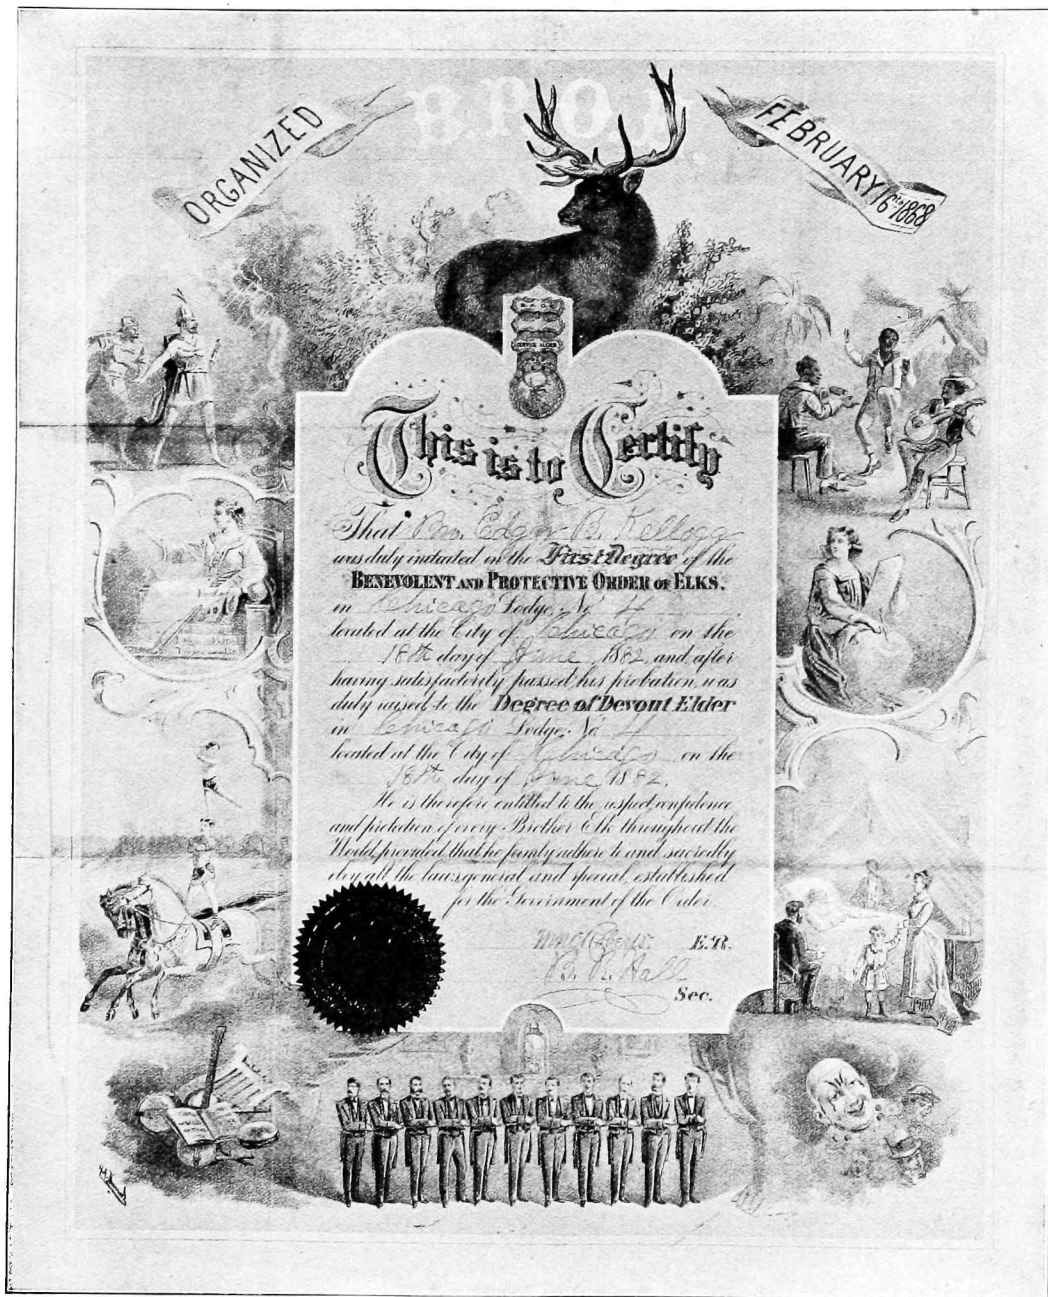 B.P.O.E.
ORGANIZED
FEBRUARY 16TH 1868
This is to Certify
That Bro. Edgar B. Kellogg
was duly initiated in the First Degree of the
BENEVOLENT AND PROTECTIVE ORDER OF ELKS.
in Chicago Lodge, No. 4
located at the City of Chicago on the
18th day of June, 1882, and, after
having satisfactorily passed his probation, was
duly raised to the Degree of Devout Elder
in Chicago Lodge, No. 4
located at the City of Chicago on the
18th day of June, 1882.
He is therefore entitled to the respect, confidence
and protection of every Brother Elk throughout the
World, provided that he firmly adhere to and sacredly
obey all the laws, general and special, established
for the Government of the Order.
E.R.
Hall
Sec.